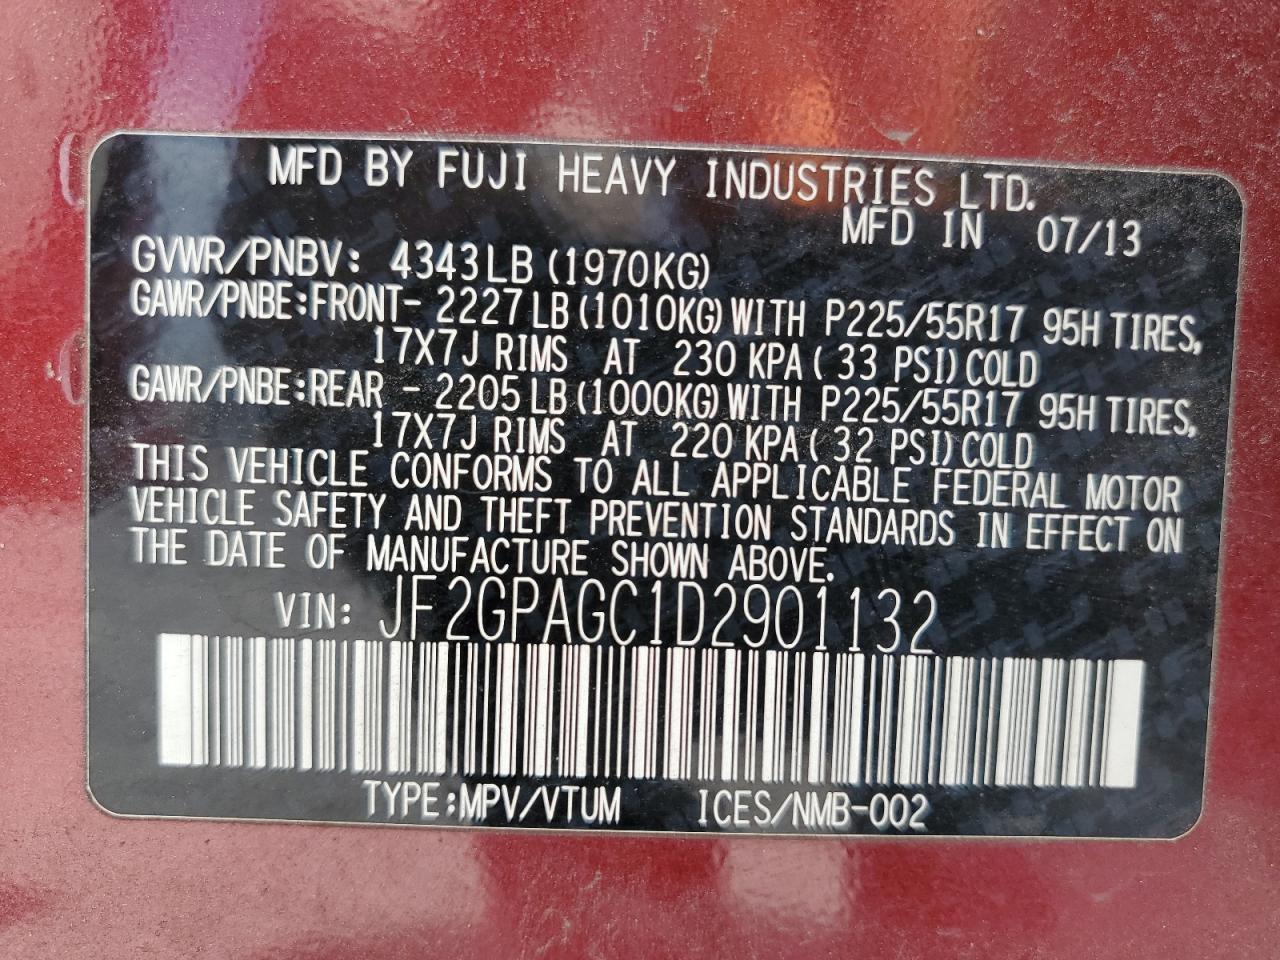 MFD BY FUJI HEAVY INDUSTRIES LTD.
MFD IN 07/13
GVWR/PNBV: 4343LB (1970KG)
GAWR/PNBE:FRONT- 2227 LB (1010KG) WITH P225/55R17 95H TIRES,
17X7J RIMS AT 230 KPA ( 33 PSI) COLD
GAWR/PNBE:REAR - 2205 LB (1000KG) WITH P225/55R17 95H TIRES,
17X7J RIMS AT 220 KPA ( 32 PSI) COLD
THIS VEHICLE CONFORMS TO ALL APPLICABLE FEDERAL MOTOR
VEHICLE SAFETY AND THEFT PREVENTION STANDARDS IN EFFECT ON
THE DATE OF MANUFACTURE SHOWN ABOVE.
VIN: JF2GPAGC1D2901132
TYPE:MPV/VTUM ICES/NMB-002